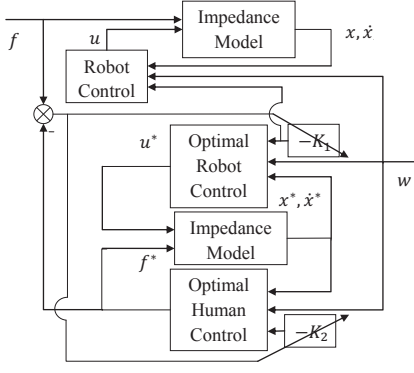 f
u
Impedance
Model
x, ẋ
Robot
Control
-
u*
Optimal
Robot
Control
−K₁
w
x*, ẋ*
Impedance
Model
f*
Optimal
Human
Control
−K₂